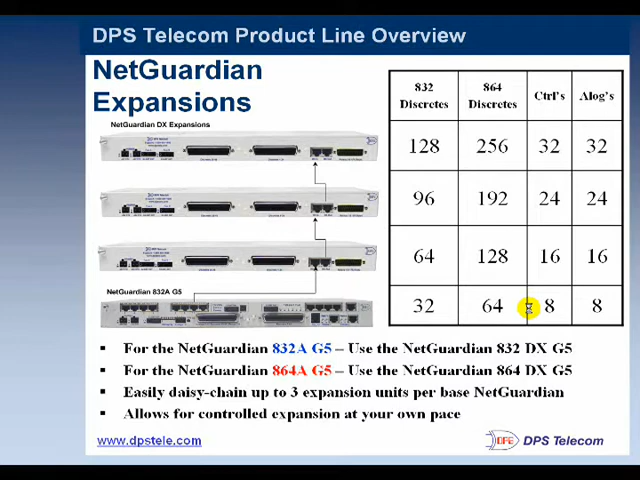 DPS Telecom Product Line Overview
NetGuardian
Expansions
NetGuardian DX Expansions
NetGuardian 832A G5
832 Discretes 864 Discretes Ctrl's Alog's
128 256 32 32
96 192 24 24
64 128 16 16
32 64 8 8
For the NetGuardian 832A G5 – Use the NetGuardian 832 DX G5
For the NetGuardian 864A G5 – Use the NetGuardian 864 DX G5
Easily daisy-chain up to 3 expansion units per base NetGuardian
Allows for controlled expansion at your own pace
www.dpstele.com
DPS Telecom